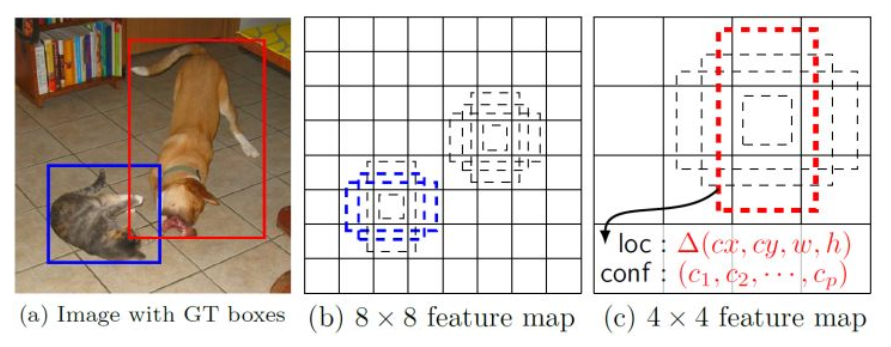 loc : Δ(cx, cy, w, h)
conf : (c₁, c₂, ⋯, cₚ)
(a) Image with GT boxes
(b) 8 × 8 feature map
(c) 4 × 4 feature map